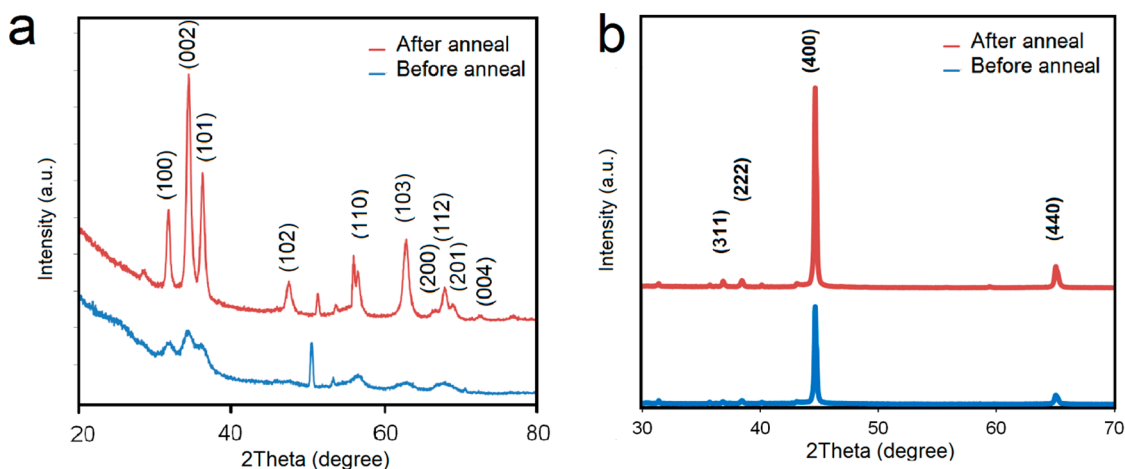 a
After anneal
Before anneal
(100)
(002)
(101)
(102)
(110)
(103)
(200)
(112)
(201)
(004)
Intensity (a.u.)
20
40
60
80
2Theta (degree)
b
After anneal
Before anneal
(311)
(222)
(400)
(440)
Intensity (a.u.)
30
40
50
60
70
2Theta (degree)